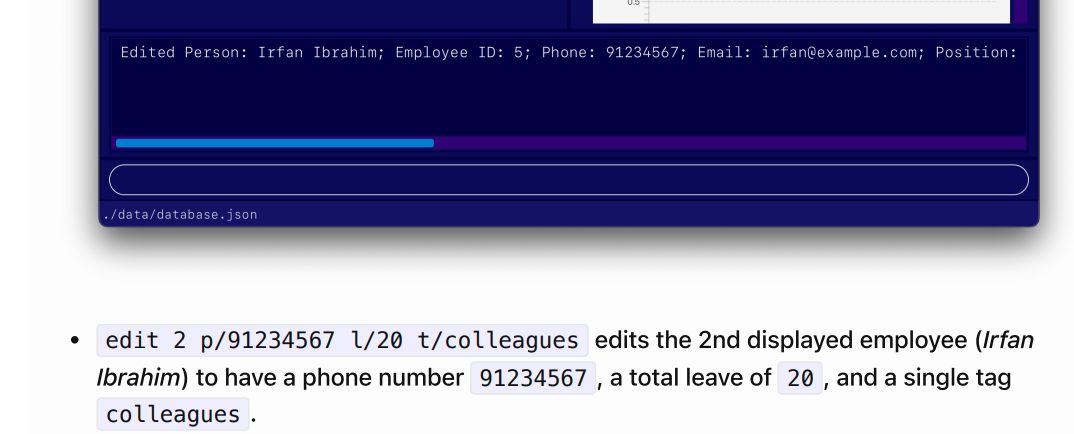 0.5
Edited Person: Irfan Ibrahim; Employee ID: 5; Phone: 91234567; Email: irfan@example.com; Position:
./data/database.json
• edit 2 p/91234567 l/20 t/colleagues edits the 2nd displayed employee (Irfan
Ibrahim) to have a phone number 91234567, a total leave of 20, and a single tag
colleagues.